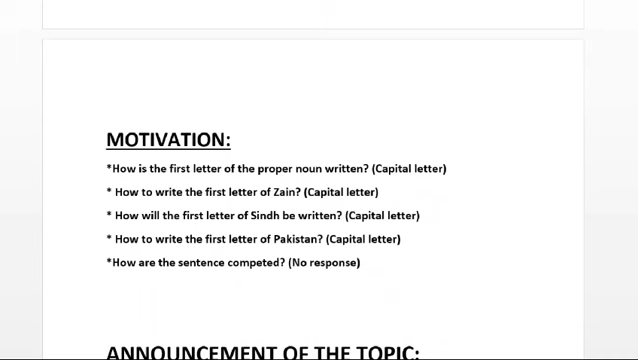 MOTIVATION:
*How is the first letter of the proper noun written? (Capital letter)
* How to write the first letter of Zain? (Capital letter)
* How will the first letter of Sindh be written? (Capital letter)
* How to write the first letter of Pakistan? (Capital letter)
*How are the sentence competed? (No response)
ANNOUNCEMENT OF THE TOPIC: